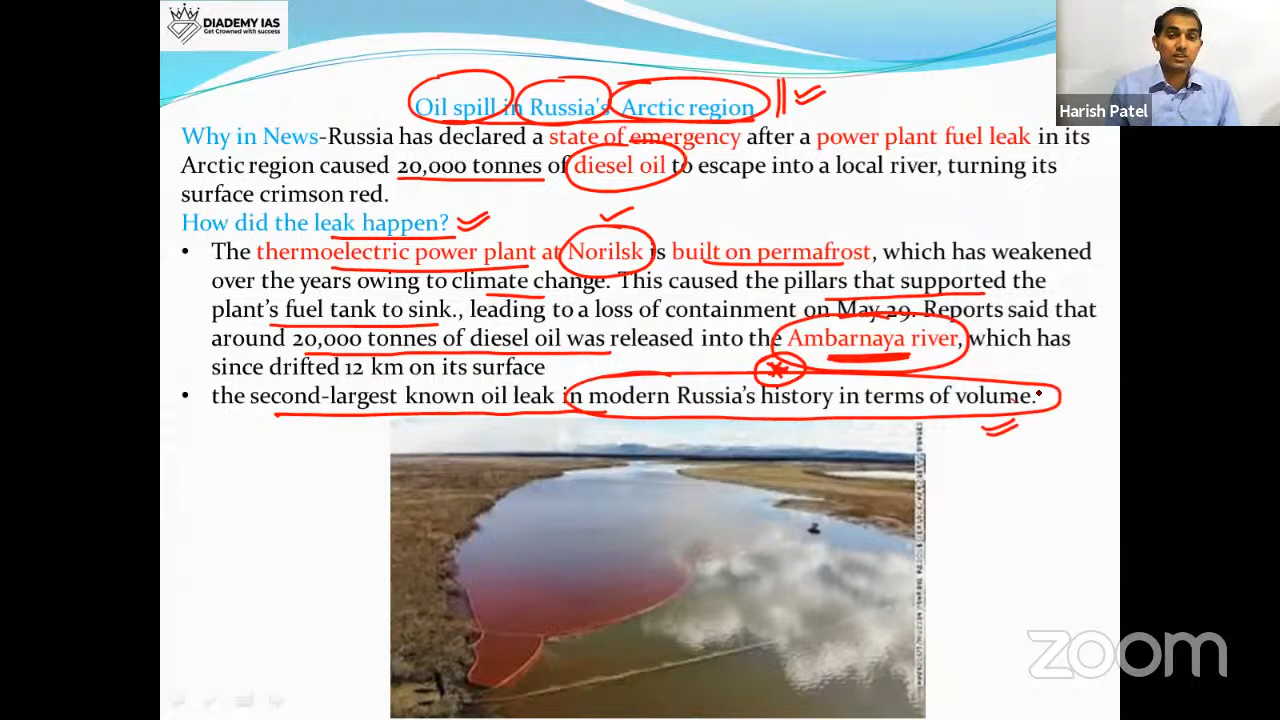 DIADEMY IAS
Get Crowned with success
Harish Patel
Oil spill in Russia's Arctic region
Why in News-Russia has declared a state of emergency after a power plant fuel leak in its
Arctic region caused 20,000 tonnes of diesel oil to escape into a local river, turning its
surface crimson red.
How did the leak happen?
• The thermoelectric power plant at Norilsk is built on permafrost, which has weakened
over the years owing to climate change. This caused the pillars that supported the
plant's fuel tank to sink., leading to a loss of containment on May 29. Reports said that
around 20,000 tonnes of diesel oil was released into the Ambarnaya river, which has
since drifted 12 km on its surface
• the second-largest known oil leak in modern Russia's history in terms of volume.
zoom